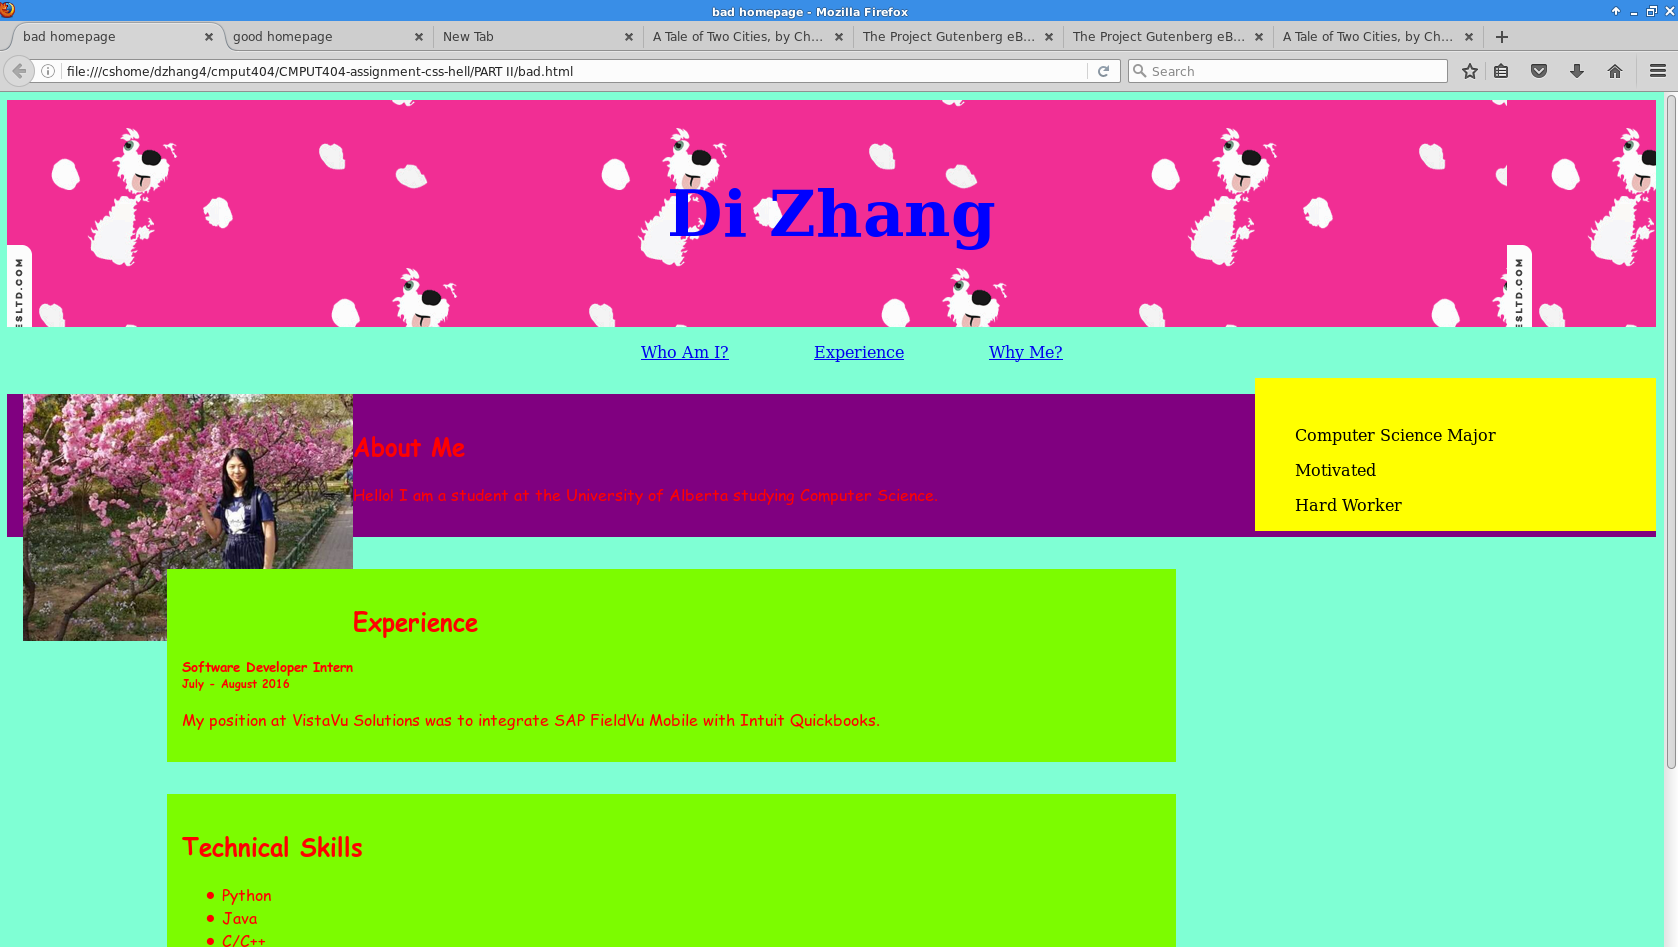 bad homepage - Mozilla Firefox
bad homepage
good homepage
New Tab
A Tale of Two Cities, by Ch...
The Project Gutenberg eB...
The Project Gutenberg eB...
A Tale of Two Cities, by Ch...
file:///cshome/dzhang4/cmput404/CMPUT404-assignment-css-hell/PART II/bad.html
Search
Di Zhang
ESLTD.COM
ESLTD.COM
Who Am I?
Experience
Why Me?
About Me
Hello! I am a student at the University of Alberta studying Computer Science.
Computer Science Major
Motivated
Hard Worker
Experience
Software Developer Intern
July - August 2016
My position at VistaVu Solutions was to integrate SAP FieldVu Mobile with Intuit Quickbooks.
Technical Skills
Python
Java
C/C++